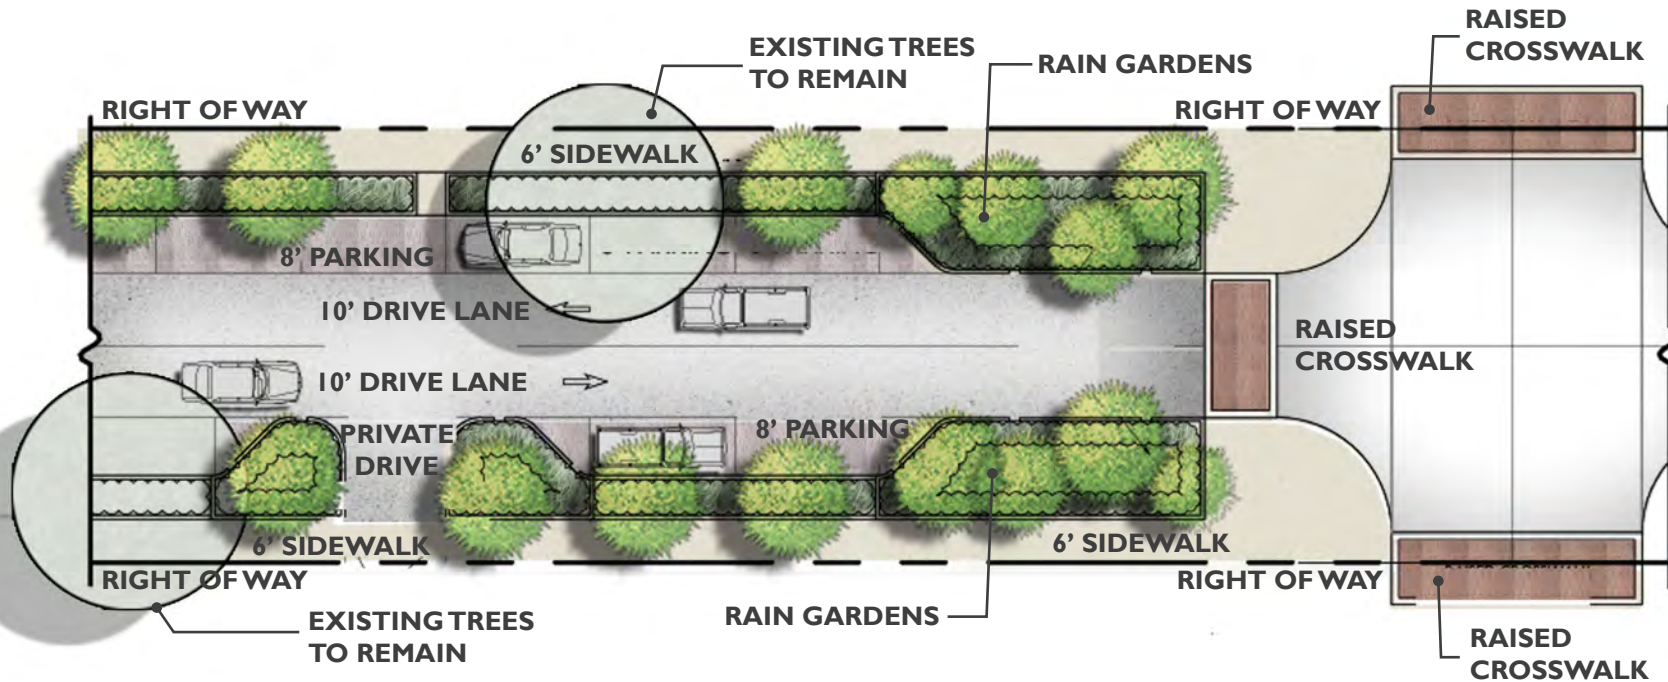 RAISED
CROSSWALK
EXISTING TREES
TO REMAIN
RAIN GARDENS
RIGHT OF WAY
RIGHT OF WAY
6' SIDEWALK
8' PARKING
10' DRIVE LANE
RAISED
CROSSWALK
10' DRIVE LANE
PRIVATE
DRIVE
8' PARKING
6' SIDEWALK
6' SIDEWALK
RIGHT OF WAY
RIGHT OF WAY
EXISTING TREES
TO REMAIN
RAIN GARDENS
RAISED
CROSSWALK